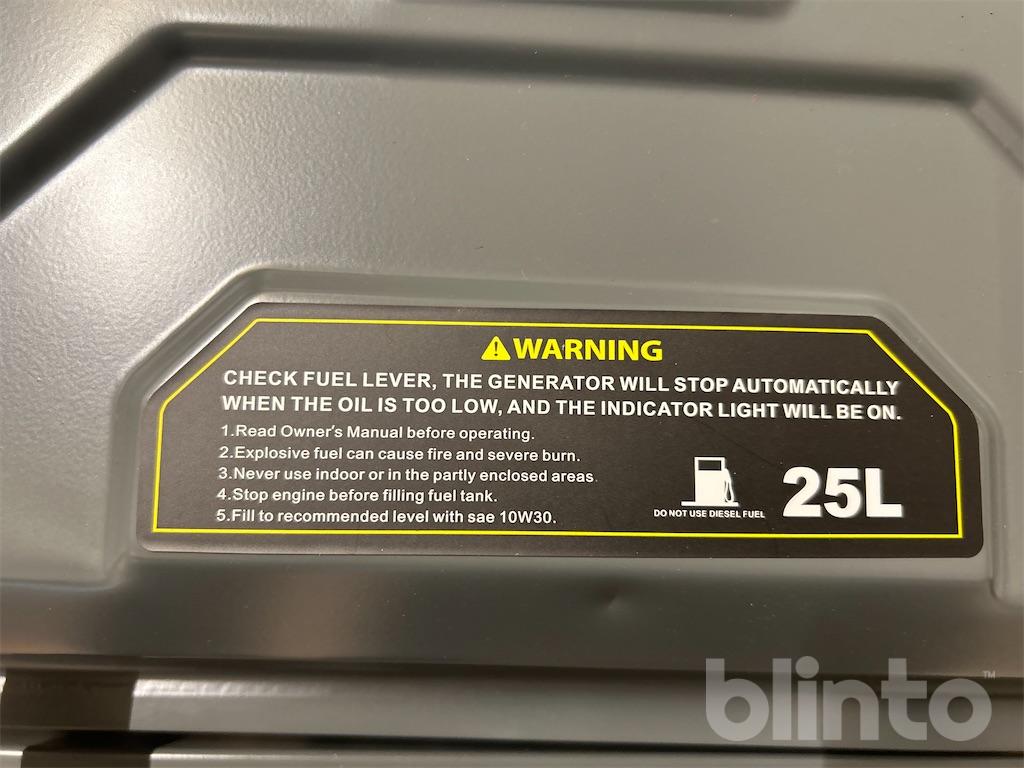 WARNING
CHECK FUEL LEVER, THE GENERATOR WILL STOP AUTOMATICALLY
WHEN THE OIL IS TOO LOW, AND THE INDICATOR LIGHT WILL BE ON.
1.Read Owner's Manual before operating.
2.Explosive fuel can cause fire and severe burn.
3.Never use indoor or in the partly enclosed areas.
4.Stop engine before filling fuel tank.
5.Fill to recommended level with sae 10W30.
DO NOT USE DIESEL FUEL
25L
blinto™